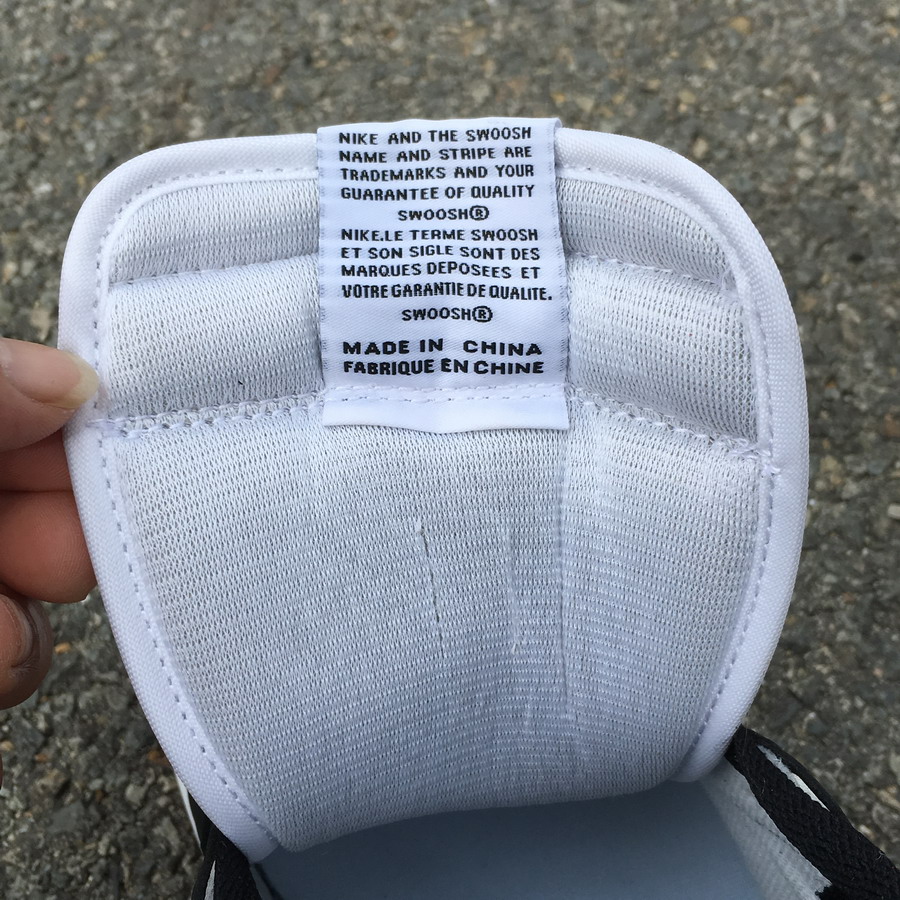 NIKE AND THE SWOOSH
NAME AND STRIPE ARE
TRADEMARKS AND YOUR
GUARANTEE OF QUALITY
SWOOSH®
NIKE.LE TERME SWOOSH
ET SON SIGLE SONT DES
MARQUES DEPOSEES ET
VOTRE GARANTIE DE QUALITE.
SWOOSH®
MADE IN CHINA
FABRIQUE EN CHINE